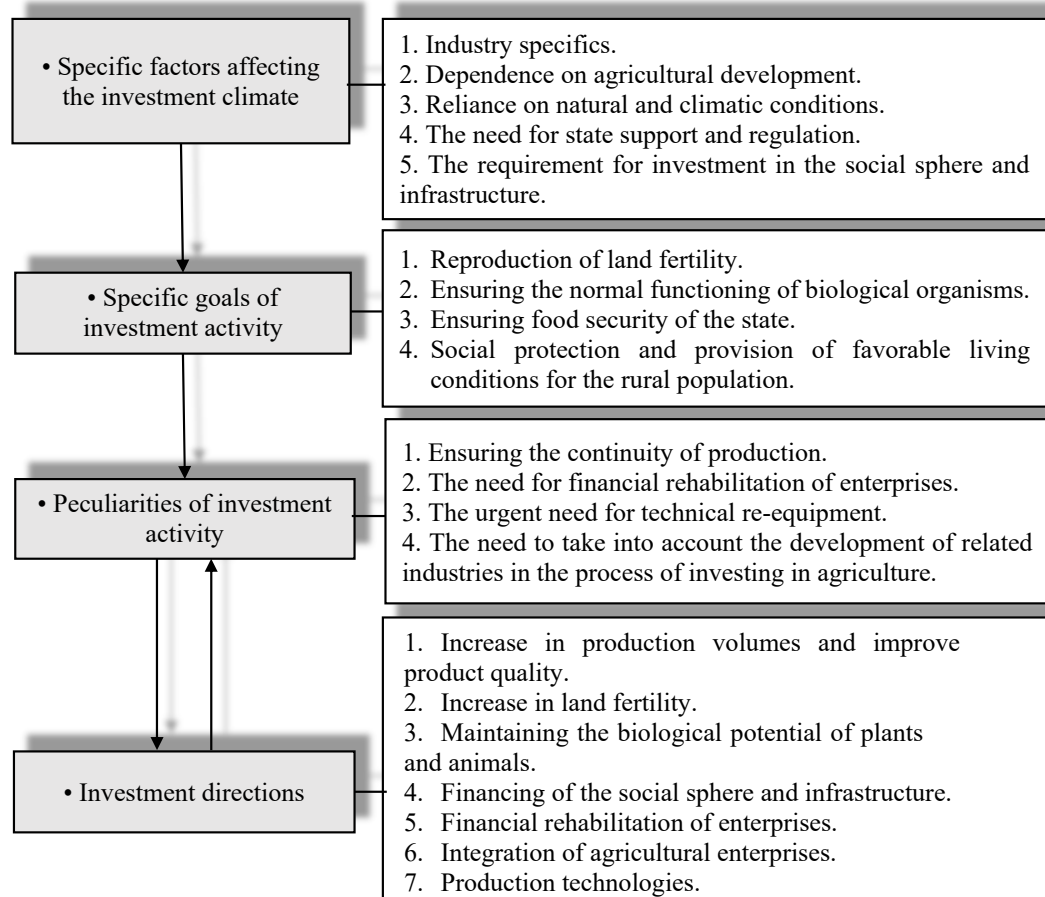 • Specific factors affecting
the investment climate
1. Industry specifics.
2. Dependence on agricultural development.
3. Reliance on natural and climatic conditions.
4. The need for state support and regulation.
5. The requirement for investment in the social sphere and
infrastructure.
• Specific goals of
investment activity
1. Reproduction of land fertility.
2. Ensuring the normal functioning of biological organisms.
3. Ensuring food security of the state.
4. Social protection and provision of favorable living
conditions for the rural population.
• Peculiarities of investment
activity
1. Ensuring the continuity of production.
2. The need for financial rehabilitation of enterprises.
3. The urgent need for technical re-equipment.
4. The need to take into account the development of related
industries in the process of investing in agriculture.
• Investment directions
1. Increase in production volumes and improve
product quality.
2. Increase in land fertility.
3. Maintaining the biological potential of plants
and animals.
4. Financing of the social sphere and infrastructure.
5. Financial rehabilitation of enterprises.
6. Integration of agricultural enterprises.
7. Production technologies.